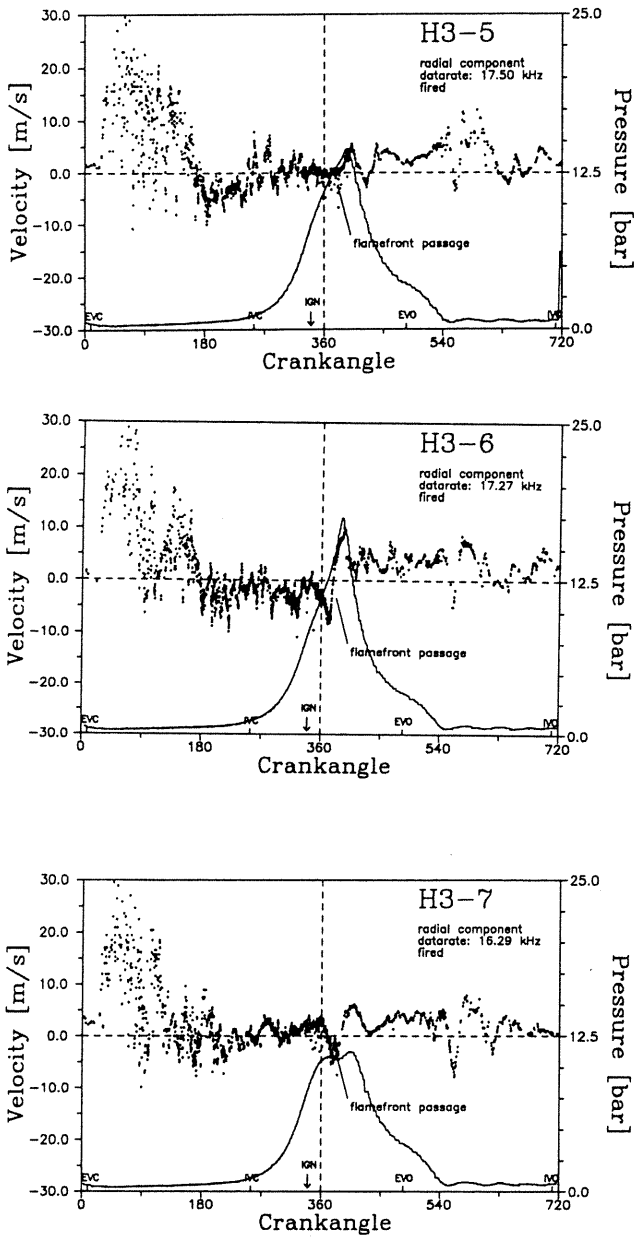 30.0
20.0
10.0
0.0
-10.0
-20.0
-30.0
Velocity [m/s]
H3-5
radial component
datarate: 17.50 kHz
fired
flamefront passage
EVC
IVC
IGN
EVO
IVO
0
180
360
540
720
Crankangle
25.0
12.5
0.0
Pressure [bar]
30.0
20.0
10.0
0.0
-10.0
-20.0
-30.0
Velocity [m/s]
H3-6
radial component
datarate: 17.27 kHz
fired
flamefront passage
EVC
IVC
IGN
EVO
IVO
0
180
360
540
720
Crankangle
25.0
12.5
0.0
Pressure [bar]
30.0
20.0
10.0
0.0
-10.0
-20.0
-30.0
Velocity [m/s]
H3-7
radial component
datarate: 16.29 kHz
fired
flamefront passage
EVC
IVC
IGN
EVO
IVO
0
180
360
540
720
Crankangle
25.0
12.5
0.0
Pressure [bar]